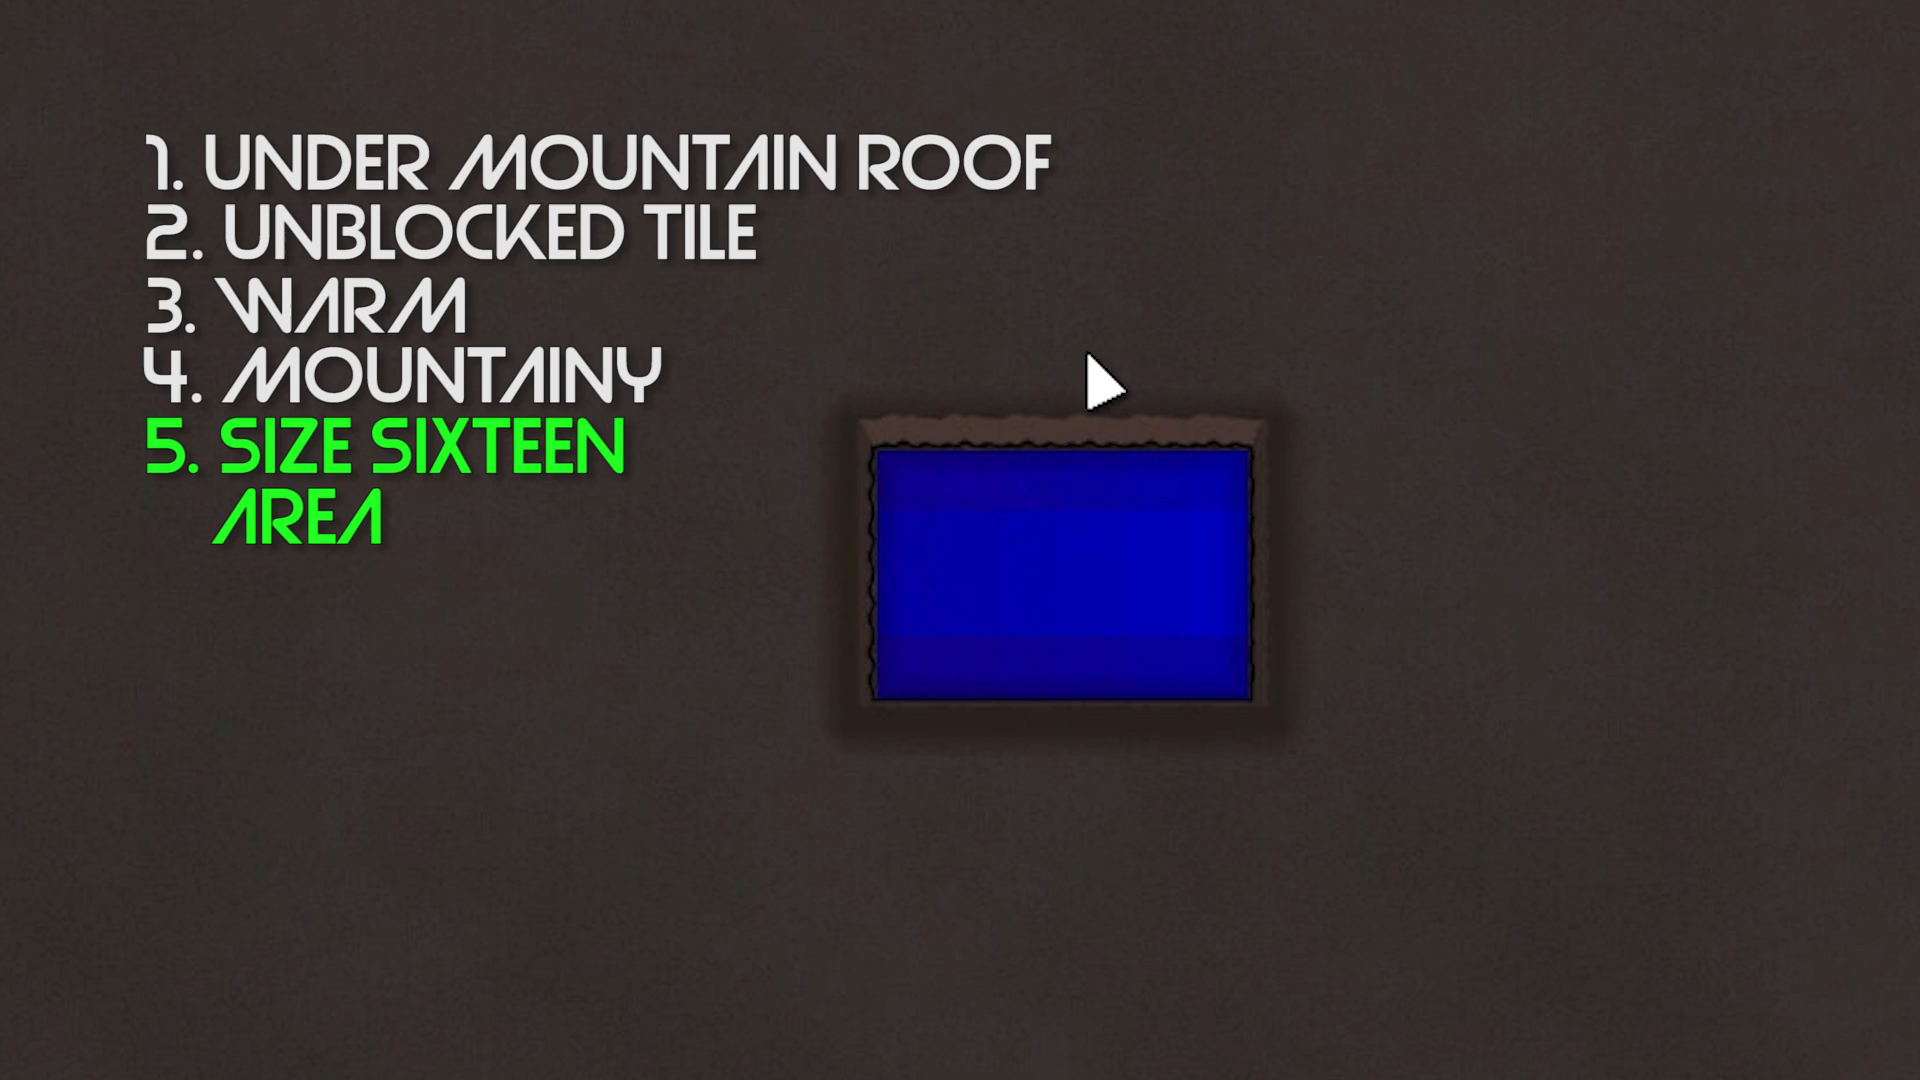 1. UNDER MOUNTAIN ROOF
2. UNBLOCKED TILE
3. WARM
4. MOUNTAINY
5. SIZE SIXTEEN
AREA